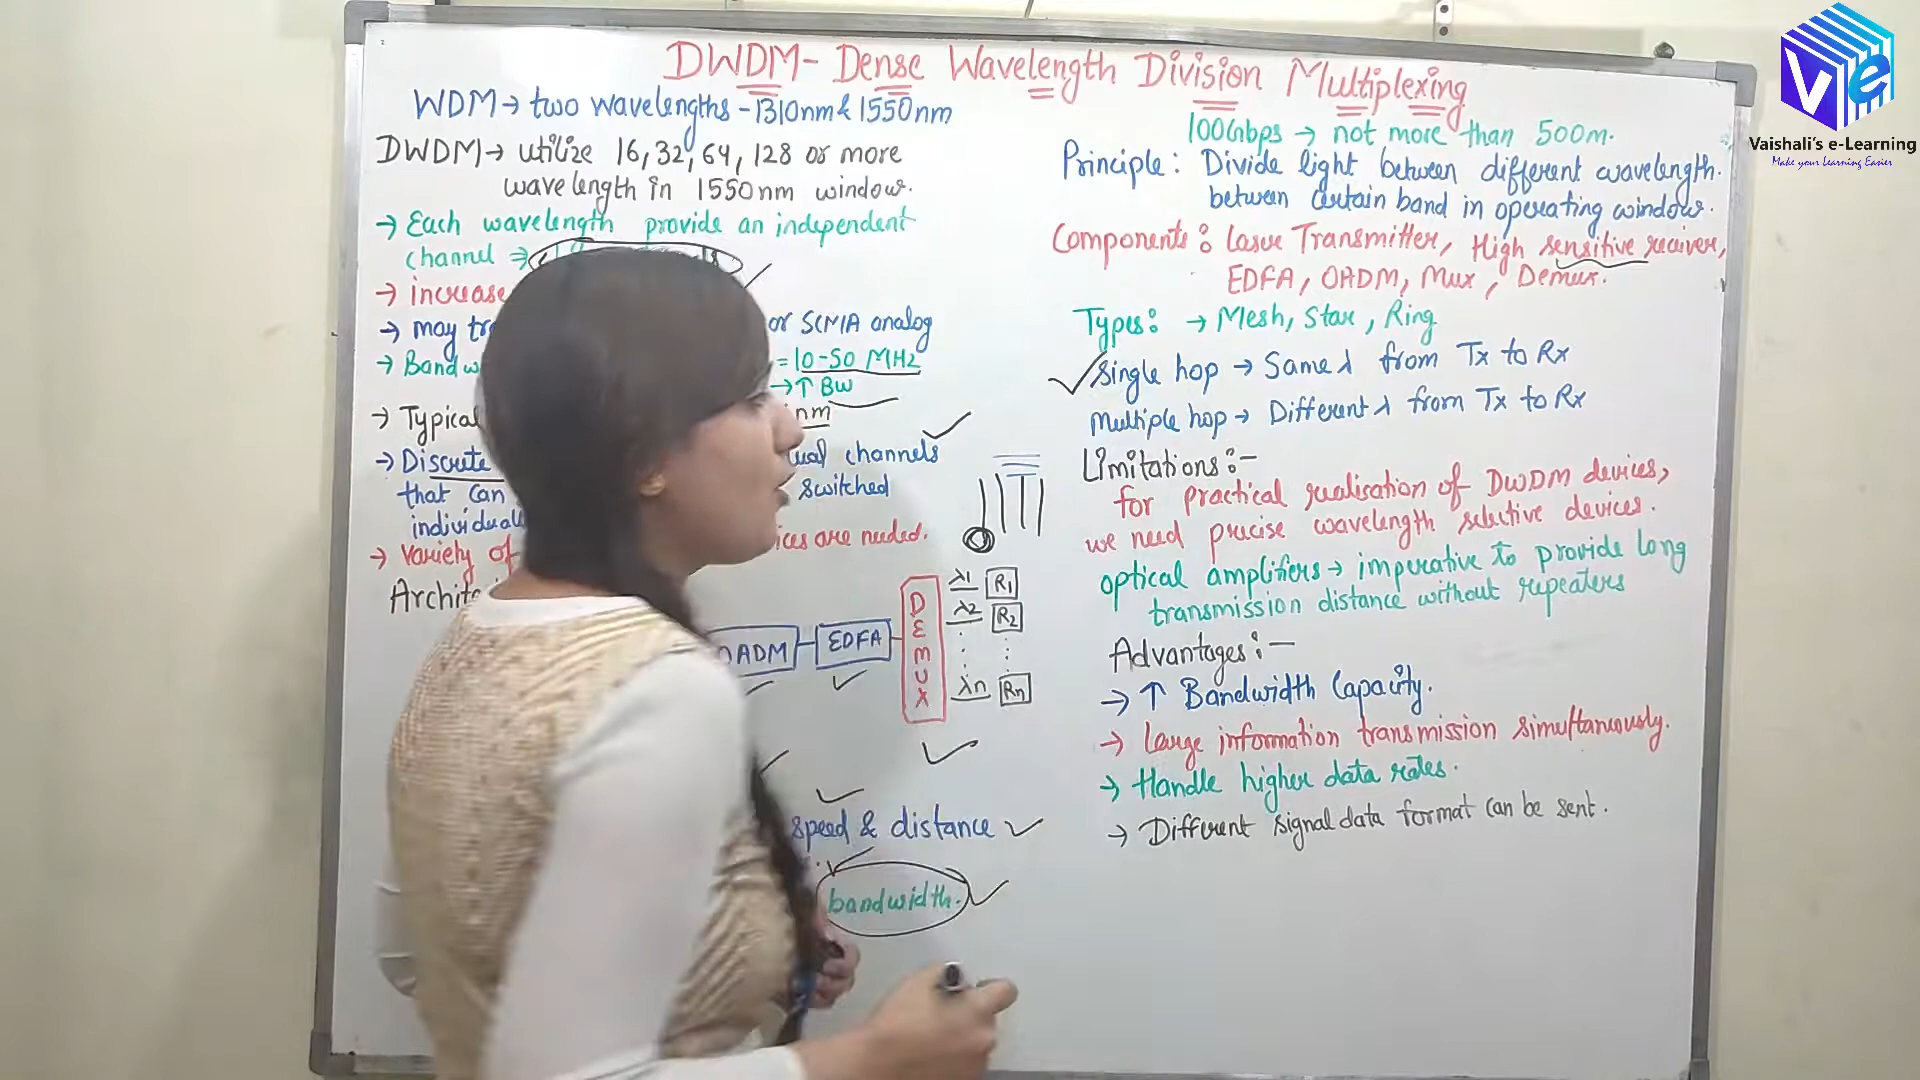 DWDM - Dense Wavelength Division Multiplexing
WDM → two wavelengths - 1310nm & 1550nm
DWDM → utilize 16, 32, 64, 128 or more
wavelength in 1550nm window.
→ Each wavelength provide an independent
channel ⇒
→ increase
→ may or SCMA analog
→ = 10-50 MHz
→ ↑ BW
→ Typical nm
→ Discrete channels
that can switched
→ Variety of are needed.
OADM
EDFA
DEMUX
λ1 R1
λ2 R2
λn Rn
speed & distance
bandwidth.
100Gbps → not more than 500m.
Principle: Divide light between different wavelength.
between certain band in operating window.
Components: Laser Transmitter, High sensitive reciver,
EDFA, OADM, Mux, Demux.
Types: → Mesh, Star, Ring
Single hop → Same λ from Tx to Rx
Multiple hop → Different λ from Tx to Rx
Limitations:-
for practical realisation of DWDM devices,
we need precise wavelength selective devices.
optical amplifiers → imperative to provide long
transmission distance without repeaters
Advantages:-
→ ↑ Bandwidth Capacity.
→ Large information transmission simultaneously.
→ Handle higher data rates.
→ Different signal data format can be sent.
Ve
Vaishali's e-Learning
Make your Learning Easier